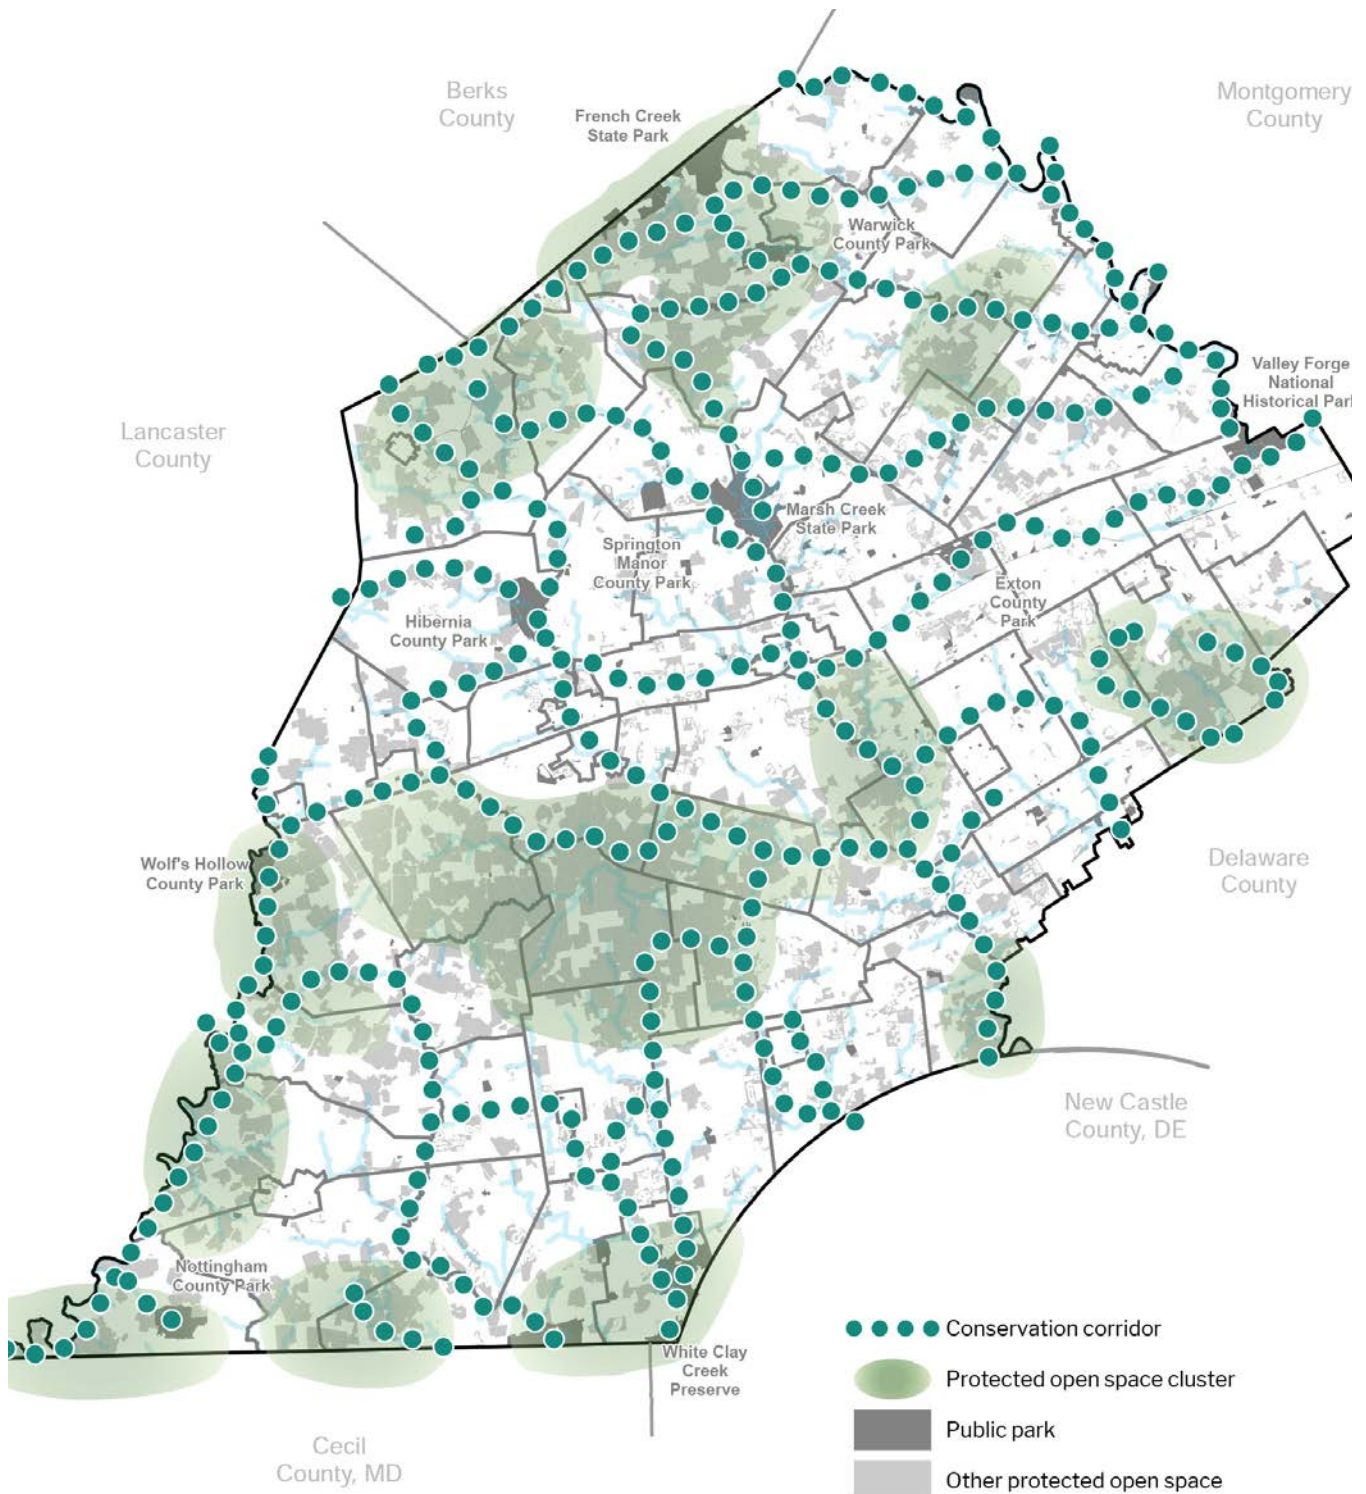 Berks
County
Montgomery
County
French Creek
State Park
Warwick
County Park
Valley Forge
National
Historical Park
Lancaster
County
Marsh Creek
State Park
Springton
Manor
County Park
Exton
County
Park
Hibernia
County Park
Wolf's Hollow
County Park
Delaware
County
New Castle
County, DE
Nottingham
County Park
White Clay
Creek
Preserve
Cecil
County, MD
Conservation corridor
Protected open space cluster
Public park
Other protected open space